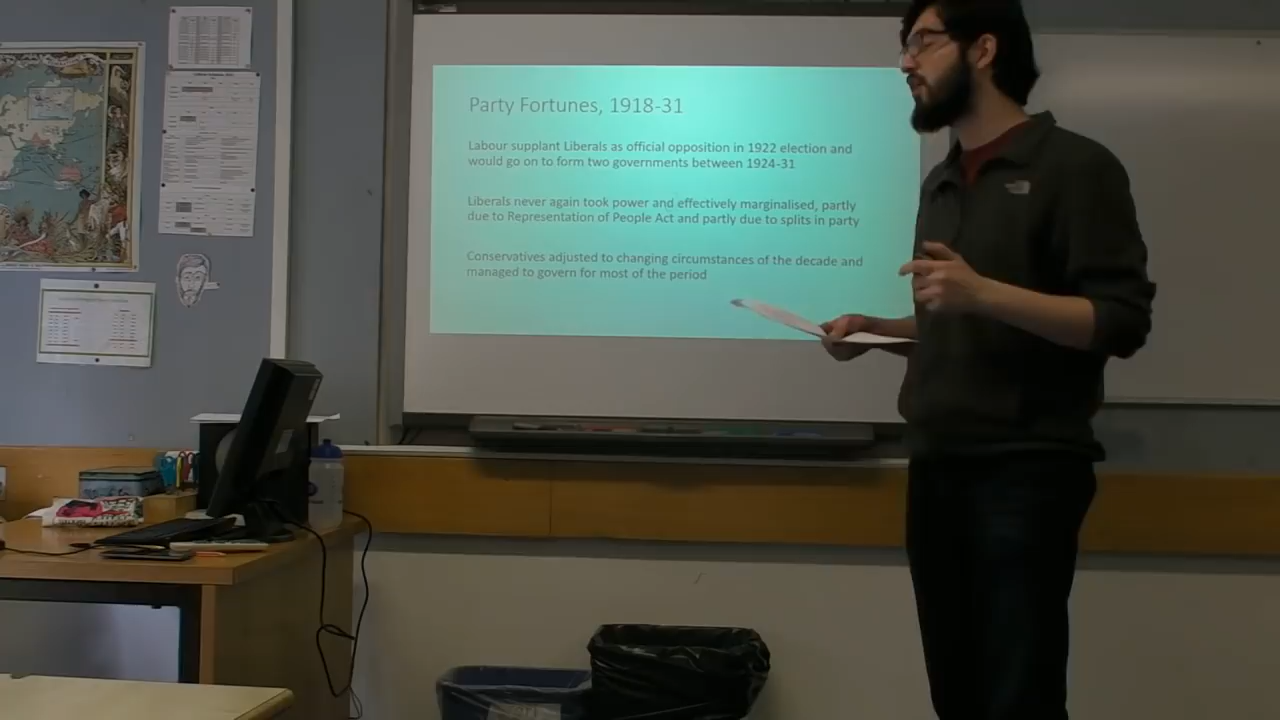 Party Fortunes, 1918-31
Labour supplant Liberals as official opposition in 1922 election and
would go on to form two governments between 1924-31
Liberals never again took power and effectively marginalised, partly
due to Representation of People Act and partly due to splits in party
Conservatives adjusted to changing circumstances of the decade and
managed to govern for most of the period